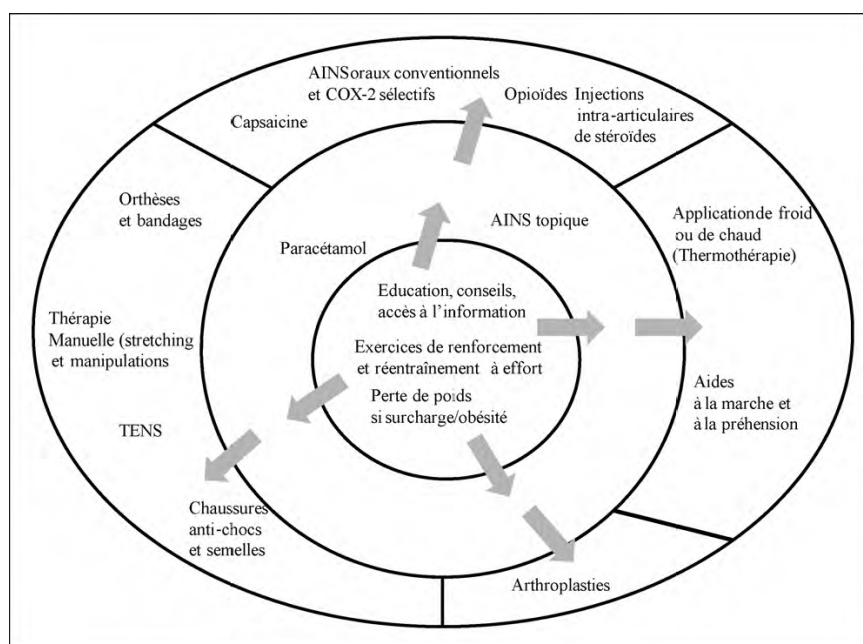 AINSoraux conventionnels
et COX-2 sélectifs
Capsaicine
Opioïdes
Injections
intra-articulaires
de stéroïdes
Orthèses
et bandages
Application de froid
ou de chaud
(Thermothérapie)
Paracétamol
AINS topique
Education, conseils,
accès à l’information
Exercices de renforcement
et réentraînement à effort
Perte de poids
si surcharge/obésité
Thérapie
Manuelle (stretching
et manipulations
TENS
Aides
à la marche et
à la préhension
Chaussures
anti-chocs
et semelles
Arthroplasties